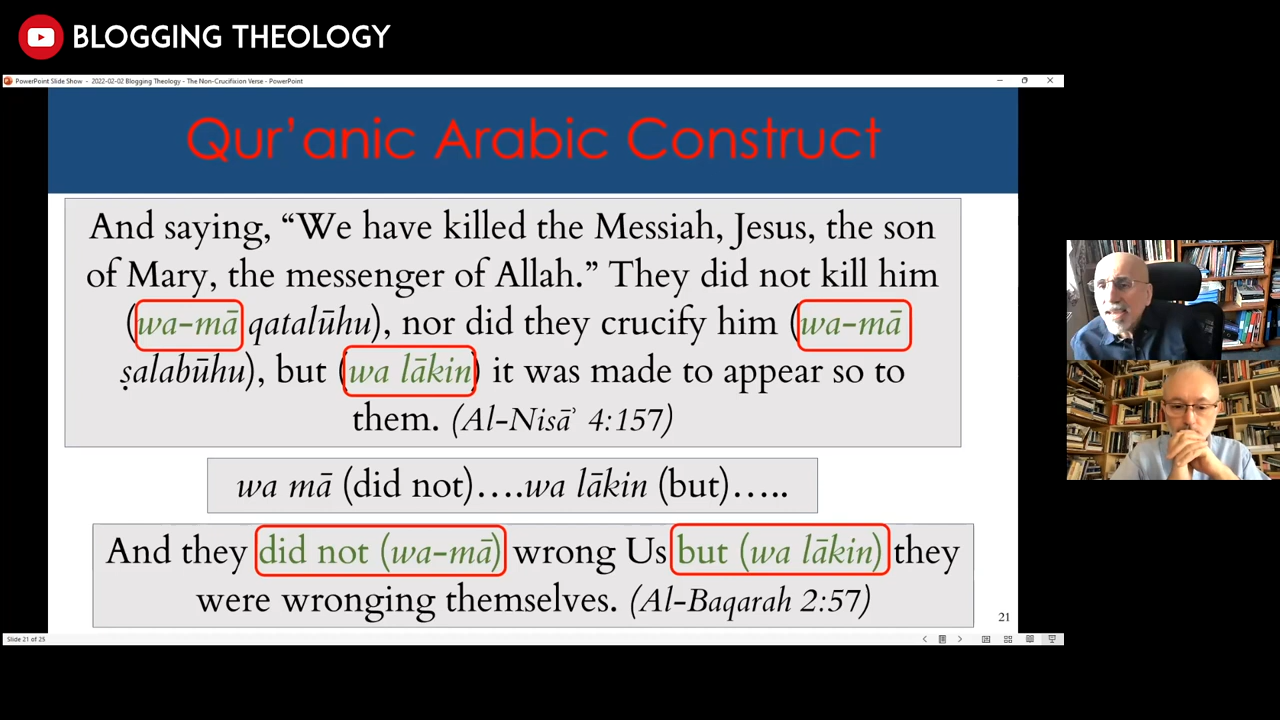 BLOGGING THEOLOGY
PowerPoint Slide Show - 2022-02-02 Blogging Theology - The Non-Crucifixion Verse - PowerPoint
Qur’anic Arabic Construct
And saying, “We have killed the Messiah, Jesus, the son
of Mary, the messenger of Allah.” They did not kill him
(wa-mā qatalūhu), nor did they crucify him (wa-mā
ṣalabūhu), but (wa lākin) it was made to appear so to
them. (Al-Nisāʾ 4:157)
wa mā (did not)….wa lākin (but)…..
And they did not (wa-mā) wrong Us but (wa lākin) they
were wronging themselves. (Al-Baqarah 2:57)
21
Slide 21 of 25